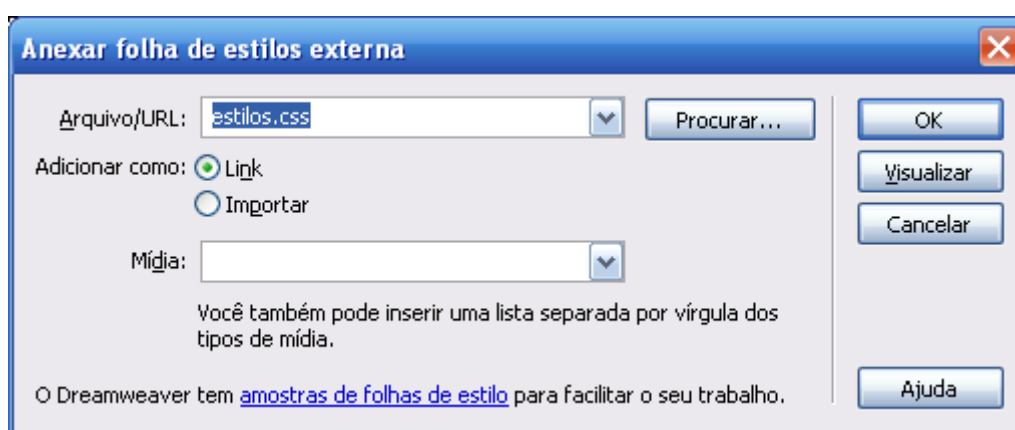 Anexar folha de estilos externa
Arquivo/URL: estilos.css Procurar... OK
Adicionar como: Link Visualizar
Importar Cancelar
Mídia:
Você também pode inserir uma lista separada por vírgula dos
tipos de mídia.
O Dreamweaver tem amostras de folhas de estilo para facilitar o seu trabalho. Ajuda